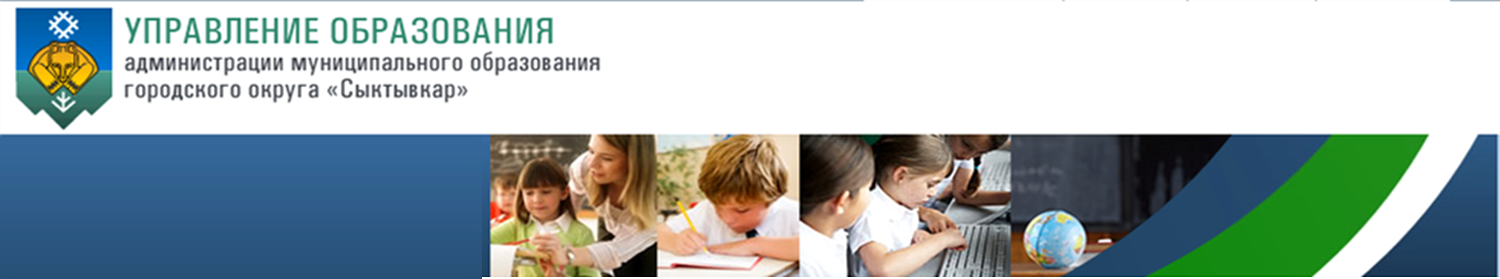 УПРАВЛЕНИЕ ОБРАЗОВАНИЯ
администрации муниципального образования
городского округа «Сыктывкар»